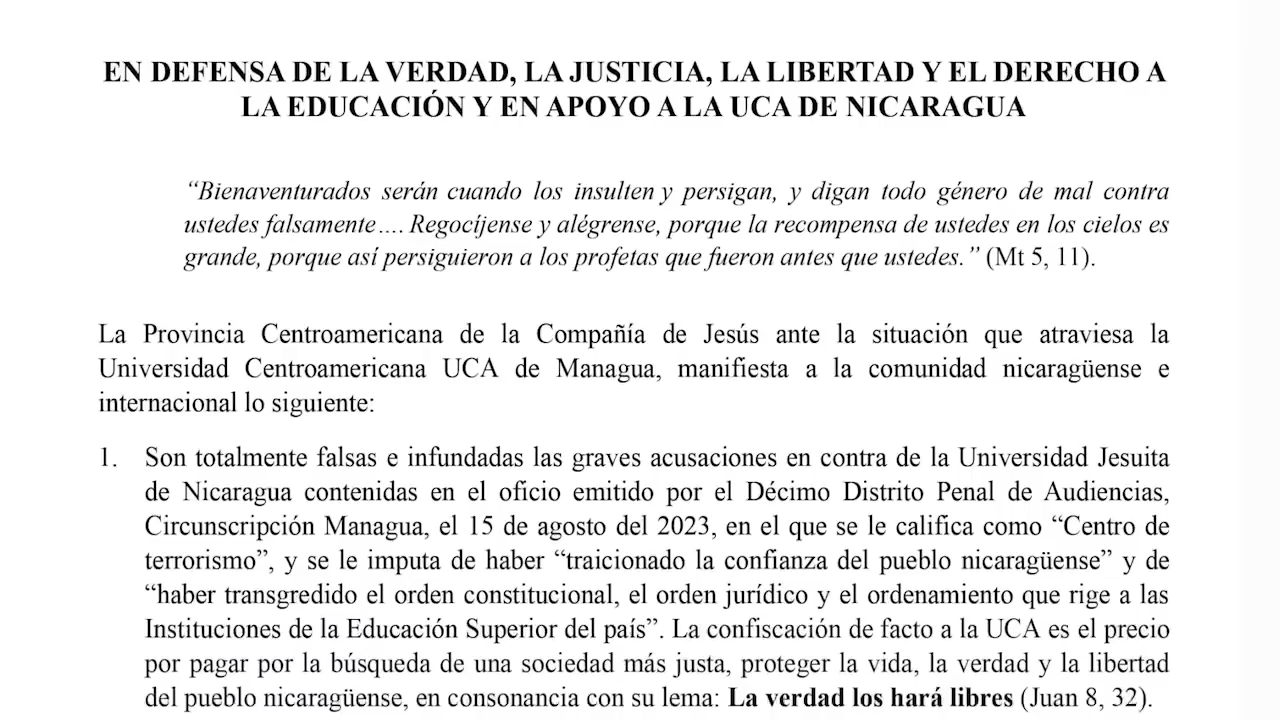 EN DEFENSA DE LA VERDAD, LA JUSTICIA, LA LIBERTAD Y EL DERECHO A
LA EDUCACIÓN Y EN APOYO A LA UCA DE NICARAGUA
“Bienaventurados serán cuando los insulten y persigan, y digan todo género de mal contra
ustedes falsamente…. Regocíjense y alégrense, porque la recompensa de ustedes en los cielos es
grande, porque así persiguieron a los profetas que fueron antes que ustedes.” (Mt 5, 11).
La Provincia Centroamericana de la Compañía de Jesús ante la situación que atraviesa la
Universidad Centroamericana UCA de Managua, manifiesta a la comunidad nicaragüense e
internacional lo siguiente:
1. Son totalmente falsas e infundadas las graves acusaciones en contra de la Universidad Jesuita
de Nicaragua contenidas en el oficio emitido por el Décimo Distrito Penal de Audiencias,
Circunscripción Managua, el 15 de agosto del 2023, en el que se le califica como “Centro de
terrorismo”, y se le imputa de haber “traicionado la confianza del pueblo nicaragüense” y de
“haber transgredido el orden constitucional, el orden jurídico y el ordenamiento que rige a las
Instituciones de la Educación Superior del país”. La confiscación de facto a la UCA es el precio
por pagar por la búsqueda de una sociedad más justa, proteger la vida, la verdad y la libertad
del pueblo nicaragüense, en consonancia con su lema: La verdad los hará libres (Juan 8, 32).